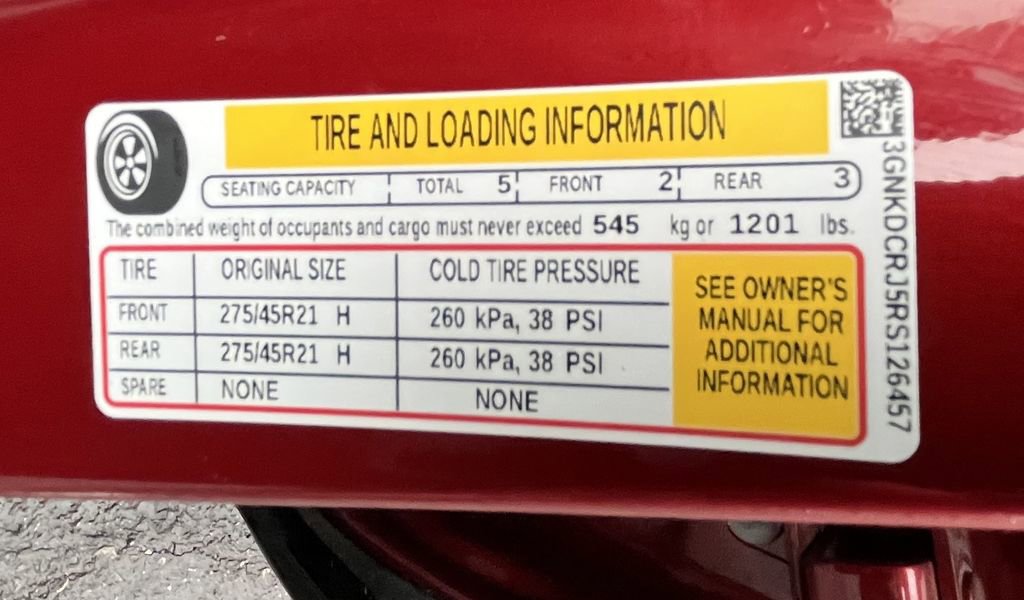 TIRE AND LOADING INFORMATION
SEATING CAPACITY TOTAL 5 FRONT 2 REAR 3
The combined weight of occupants and cargo must never exceed 545 kg or 1201 lbs.
TIRE ORIGINAL SIZE COLD TIRE PRESSURE
FRONT 275/45R21 H 260 kPa, 38 PSI
REAR 275/45R21 H 260 kPa, 38 PSI
SPARE NONE NONE
SEE OWNER'S
MANUAL FOR
ADDITIONAL
INFORMATION
3GNKDCRJ5RS126457